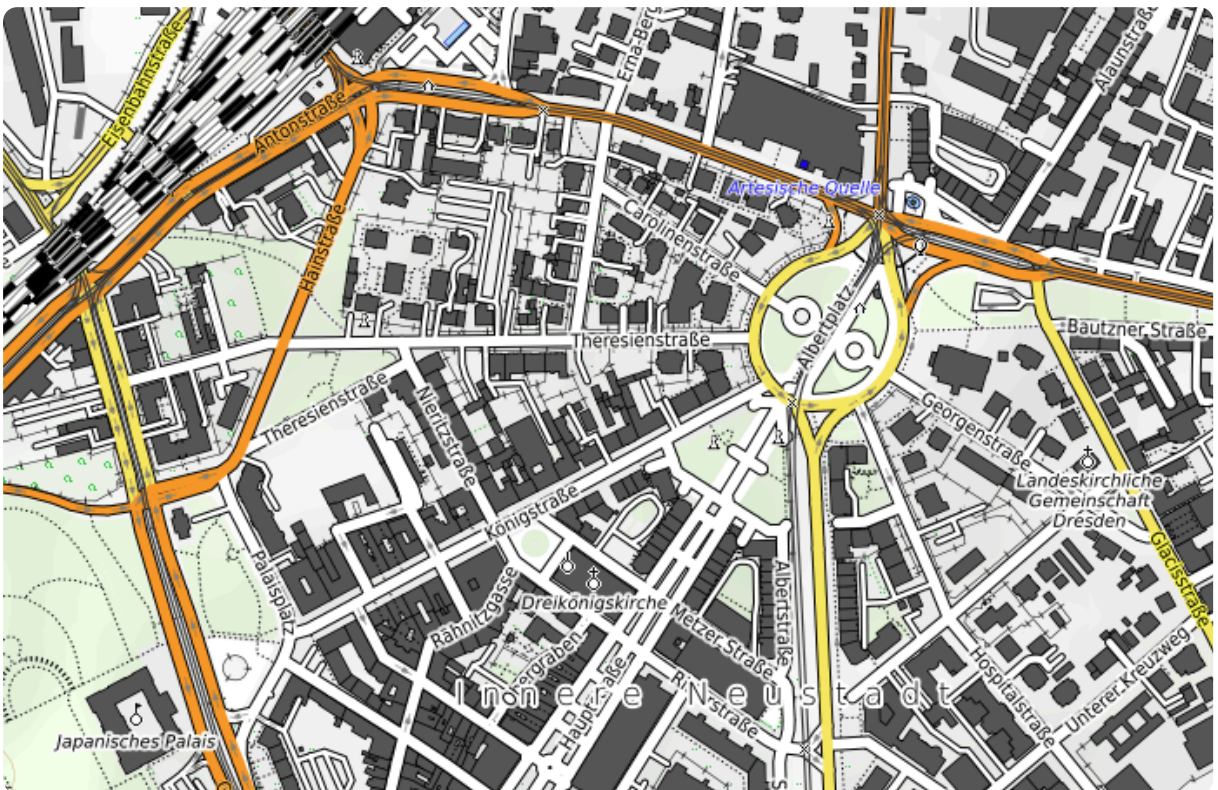 Eisenbahnstraße
Erna-Berg
Alaunstraße
Antonstraße
Artesische Quelle
Carolinenstraße
Hainstraße
Albertplatz
Bautzner Straße
Theresienstraße
Theresienstraße
Nieritzstraße
Georgenstraße
Landeskirchliche
Gemeinschaft
Dresden
Königstraße
Glacisstraße
Palaisplatz
Albertstraße
Rähnitzgasse
Dreikönigskirche
Metzer Straße
Hospitalstraße
Unterer Kreuzweg
Hauptstraße
Innere Neustadt
Japanisches Palais